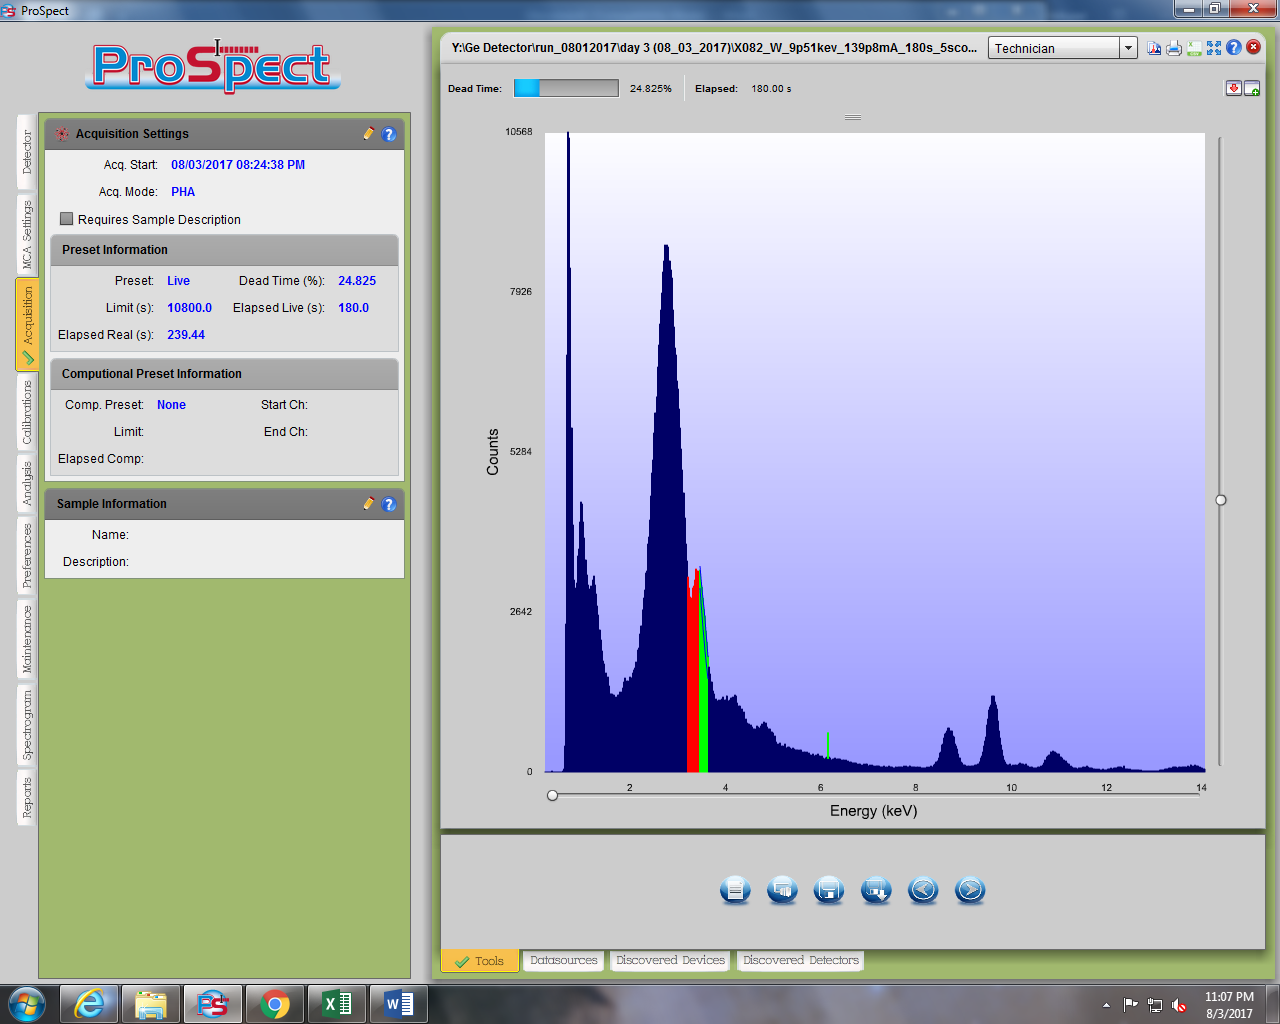 ProSpect
ProSpect
Y:\Ge Detector\run_08012017\day 3 (08_03_2017)\X082_W_9p51kev_139p8mA_180s_5sco...
Technician
Dead Time:
24.825%
Elapsed:
180.00 s
Detector
MCA Settings
Acquisition
Calibrations
Analysis
Preferences
Maintenance
Spectrogram
Reports
Acquisition Settings
Acq. Start: 08/03/2017 08:24:38 PM
Acq. Mode: PHA
Requires Sample Description
Preset Information
Preset: Live Dead Time (%): 24.825
Limit (s): 10800.0 Elapsed Live (s): 180.0
Elapsed Real (s): 239.44
Computional Preset Information
Comp. Preset: None Start Ch:
Limit: End Ch:
Elapsed Comp:
Sample Information
Name:
Description:
10568
7926
5284
2642
0
Counts
2 4 6 8 10 12 14
Energy (keV)
Tools Datasources Discovered Devices Discovered Detectors
11:07 PM
8/3/2017